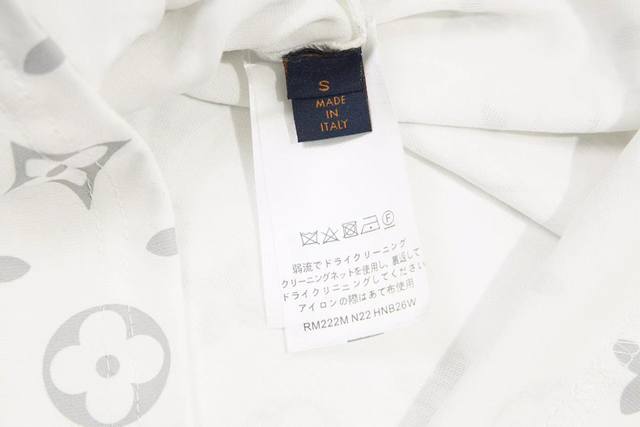 S
MADE
IN
ITALY
F
弱流でドライクリーニング
クリーニングネットを使用し、裏返して
ドライクリニングしてください
アイロンの際はあて布使用
RM222M N22 HNB26W